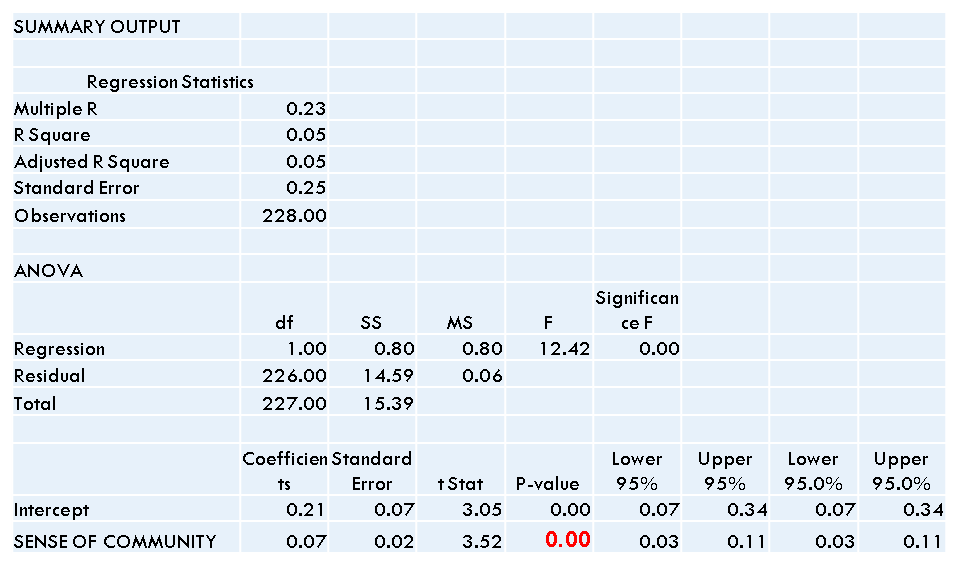 SUMMARY OUTPUT
Regression Statistics
Multiple R 0.23
R Square 0.05
Adjusted R Square 0.05
Standard Error 0.25
Observations 228.00
ANOVA
Significan
df SS MS F ce F
Regression 1.00 0.80 0.80 12.42 0.00
Residual 226.00 14.59 0.06
Total 227.00 15.39
Coefficien Standard Lower Upper Lower Upper
ts Error t Stat P-value 95% 95% 95.0% 95.0%
Intercept 0.21 0.07 3.05 0.00 0.07 0.34 0.07 0.34
SENSE OF COMMUNITY 0.07 0.02 3.52 0.00 0.03 0.11 0.03 0.11